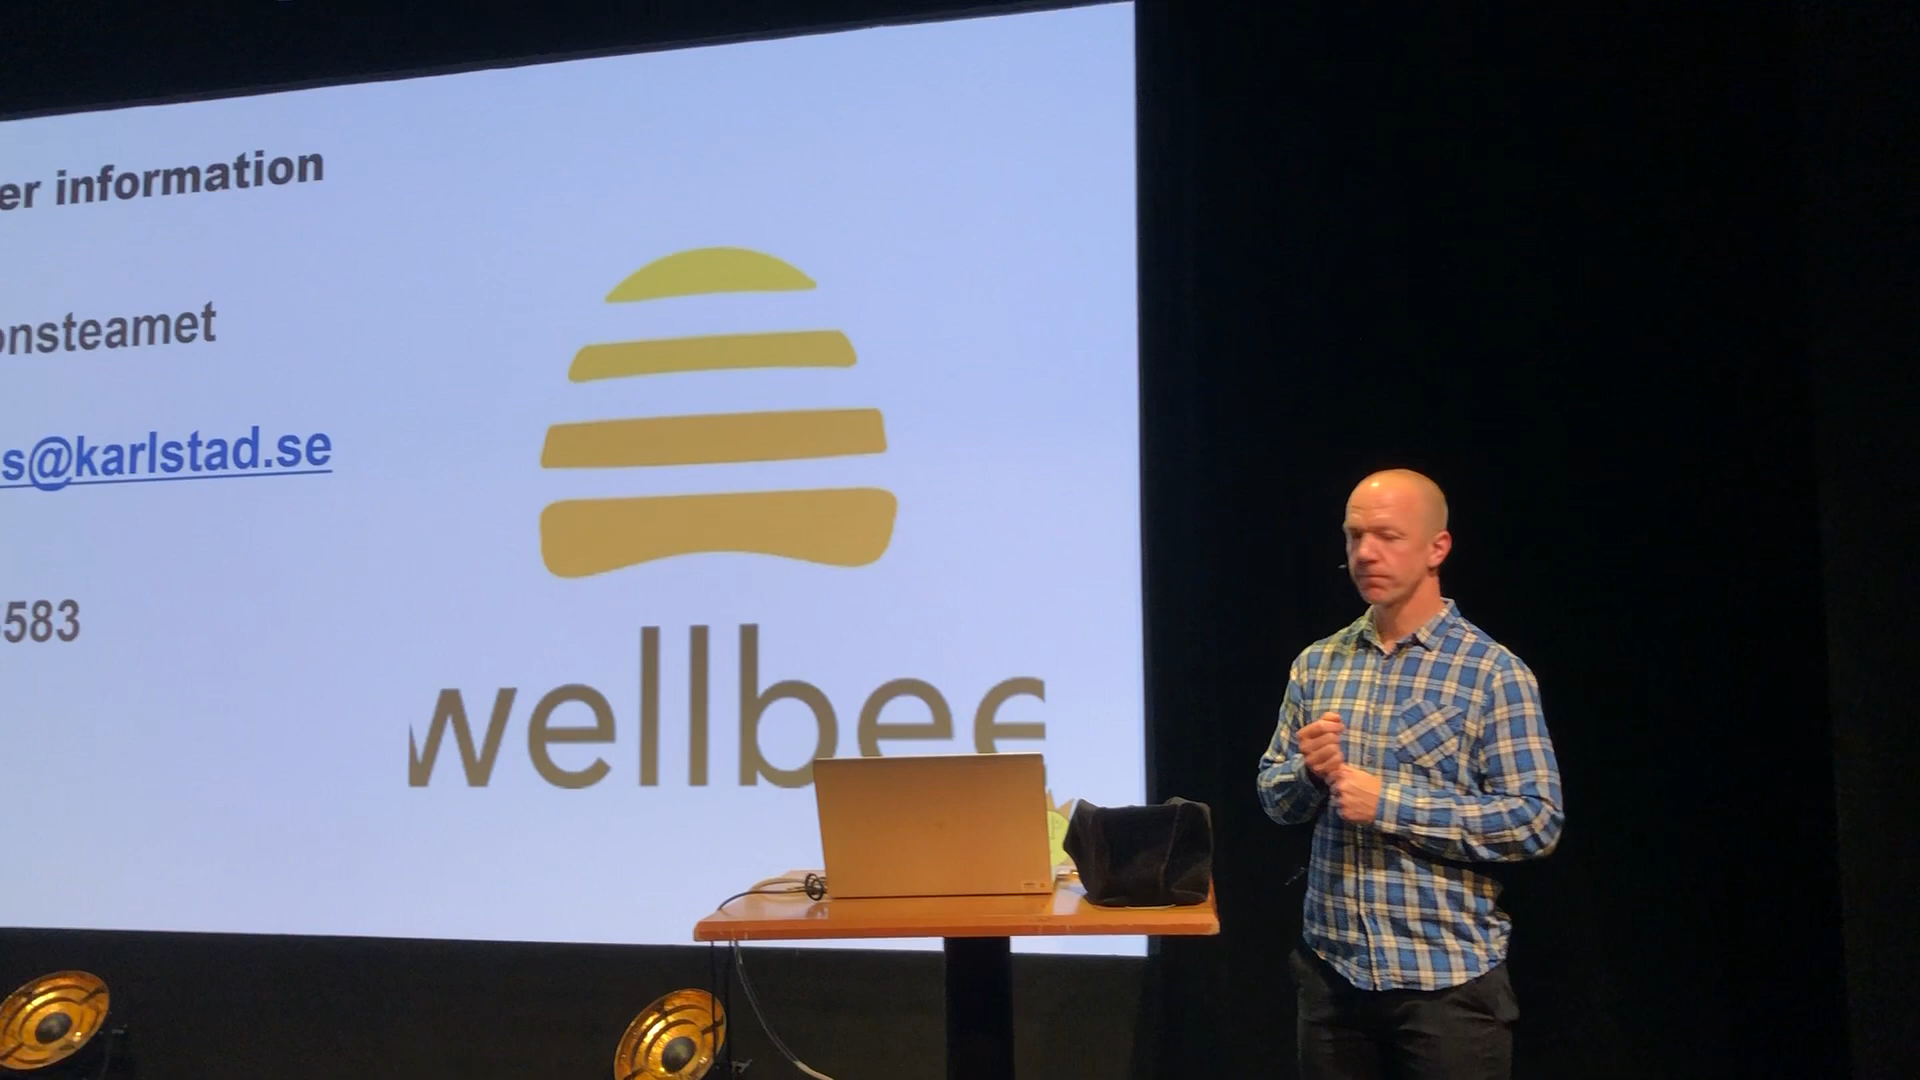 er information
onsteamet
s@karlstad.se
583
wellbee